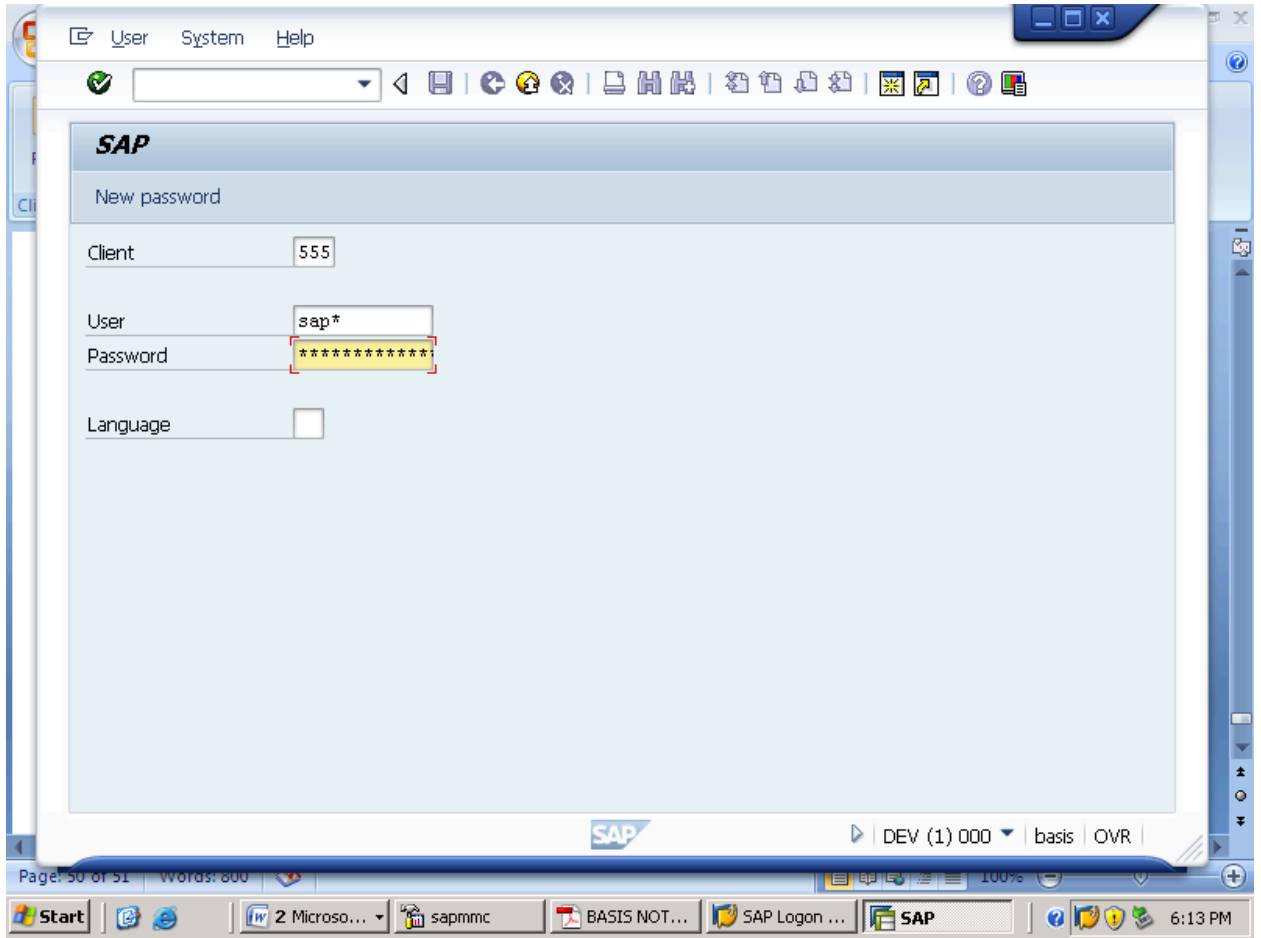 User System Help
SAP
New password
Client 555
User sap*
Password ************
Language
SAP DEV (1) 000 basis OVR
Page: 50 of 51 Words: 800 100%
Start 2 Microso... sapmmc BASIS NOT... SAP Logon ... SAP 6:13 PM